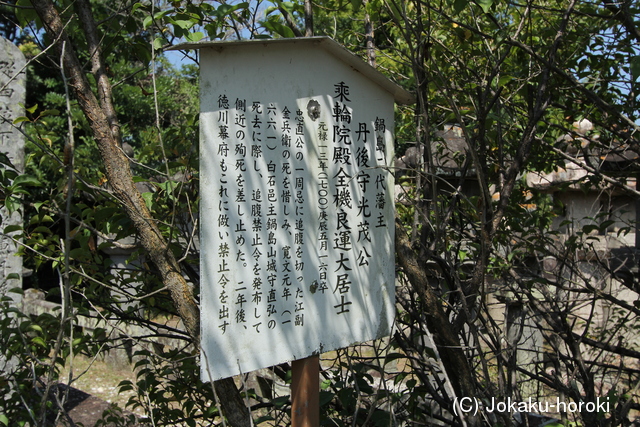 鍋島二代藩主
丹後守光茂公
乘輪院殿全機良運大居士
元禄一三年(一七〇〇)庚辰五月一六日卒
忠直公の一周忌に追腹を切った江副
金兵衛の死を惜しみ、寛文元年(一
六六一)白石邑主鍋島山城守直弘の
死去に際し、追腹禁止令を発布して
側近の殉死を差し止めた。二年後、
徳川幕府もこれに倣い禁止令を出す
(C) Jokaku-horoki